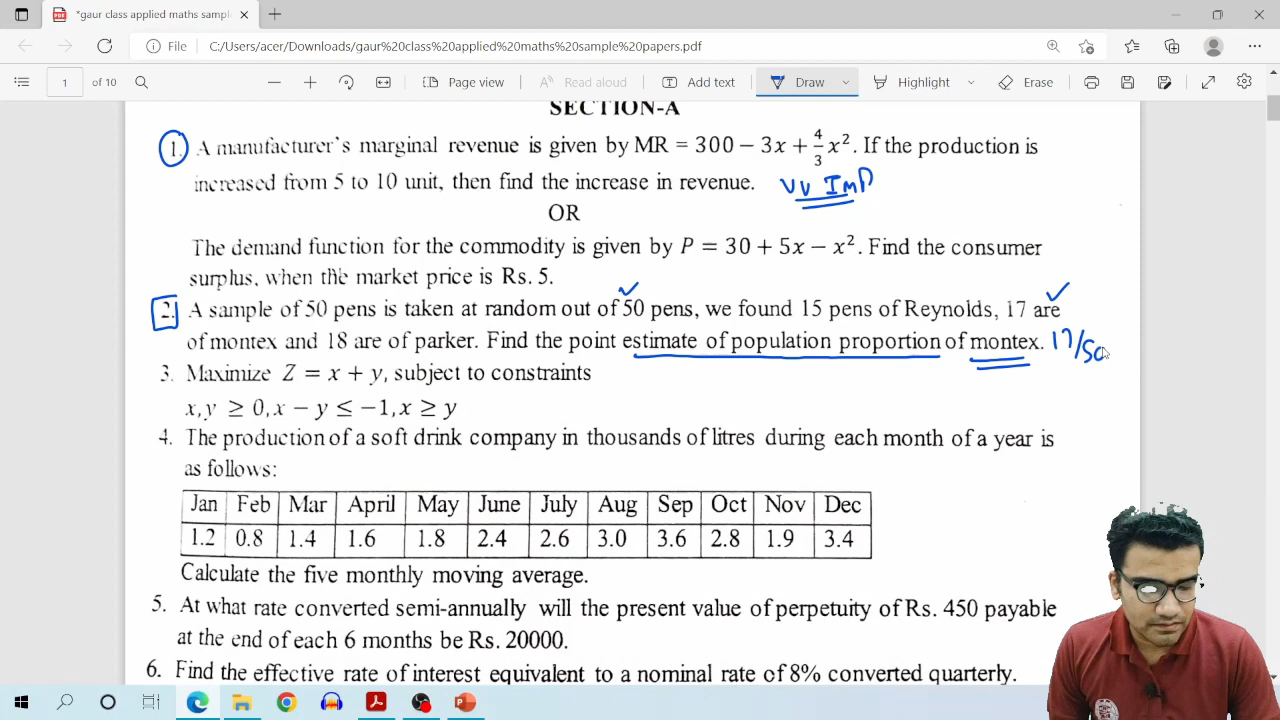 *gaur class applied maths sampl
File C:/Users/acer/Downloads/gaur%20class%20applied%20maths%20sample%20papers.pdf
1 of 10 Page view Read aloud Add text Draw Highlight Erase
SECTION-A
1. A manufacturer's marginal revenue is given by MR = 300 − 3x + 4/3 x². If the production is
increased from 5 to 10 unit, then find the increase in revenue. VV Imp
OR
The demand function for the commodity is given by P = 30 + 5x − x². Find the consumer
surplus, when the market price is Rs. 5.
2. A sample of 50 pens is taken at random out of 50 pens, we found 15 pens of Reynolds, 17 are
of montex and 18 are of parker. Find the point estimate of population proportion of montex. 17/50
3. Maximize Z = x + y, subject to constraints
x, y ≥ 0, x − y ≤ −1, x ≥ y
4. The production of a soft drink company in thousands of litres during each month of a year is
as follows:
Jan Feb Mar April May June July Aug Sep Oct Nov Dec
1.2 0.8 1.4 1.6 1.8 2.4 2.6 3.0 3.6 2.8 1.9 3.4
Calculate the five monthly moving average.
5. At what rate converted semi-annually will the present value of perpetuity of Rs. 450 payable
at the end of each 6 months be Rs. 20000.
6. Find the effective rate of interest equivalent to a nominal rate of 8% converted quarterly.